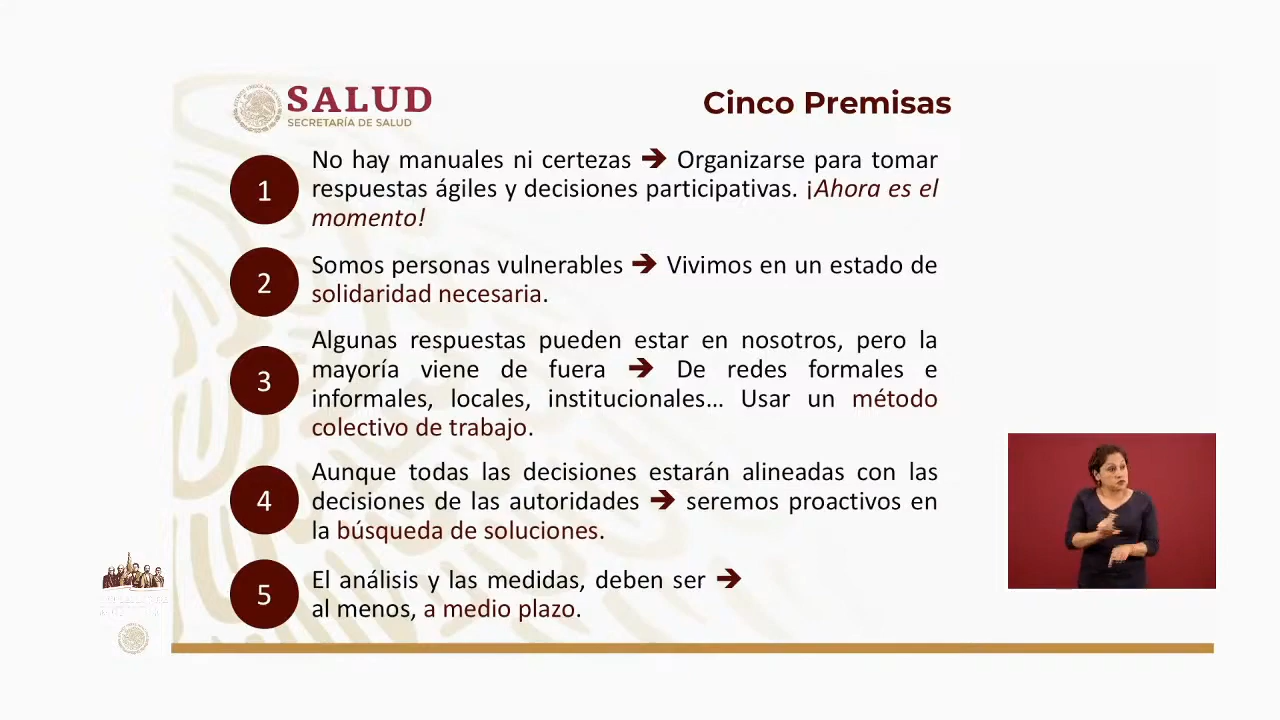 SALUD
SECRETARÍA DE SALUD
Cinco Premisas
1
No hay manuales ni certezas ➔ Organizarse para tomar
respuestas ágiles y decisiones participativas. ¡Ahora es el
momento!
2
Somos personas vulnerables ➔ Vivimos en un estado de
solidaridad necesaria.
3
Algunas respuestas pueden estar en nosotros, pero la
mayoría viene de fuera ➔ De redes formales e
informales, locales, institucionales... Usar un método
colectivo de trabajo.
4
Aunque todas las decisiones estarán alineadas con las
decisiones de las autoridades ➔ seremos proactivos en
la búsqueda de soluciones.
5
El análisis y las medidas, deben ser ➔
al menos, a medio plazo.